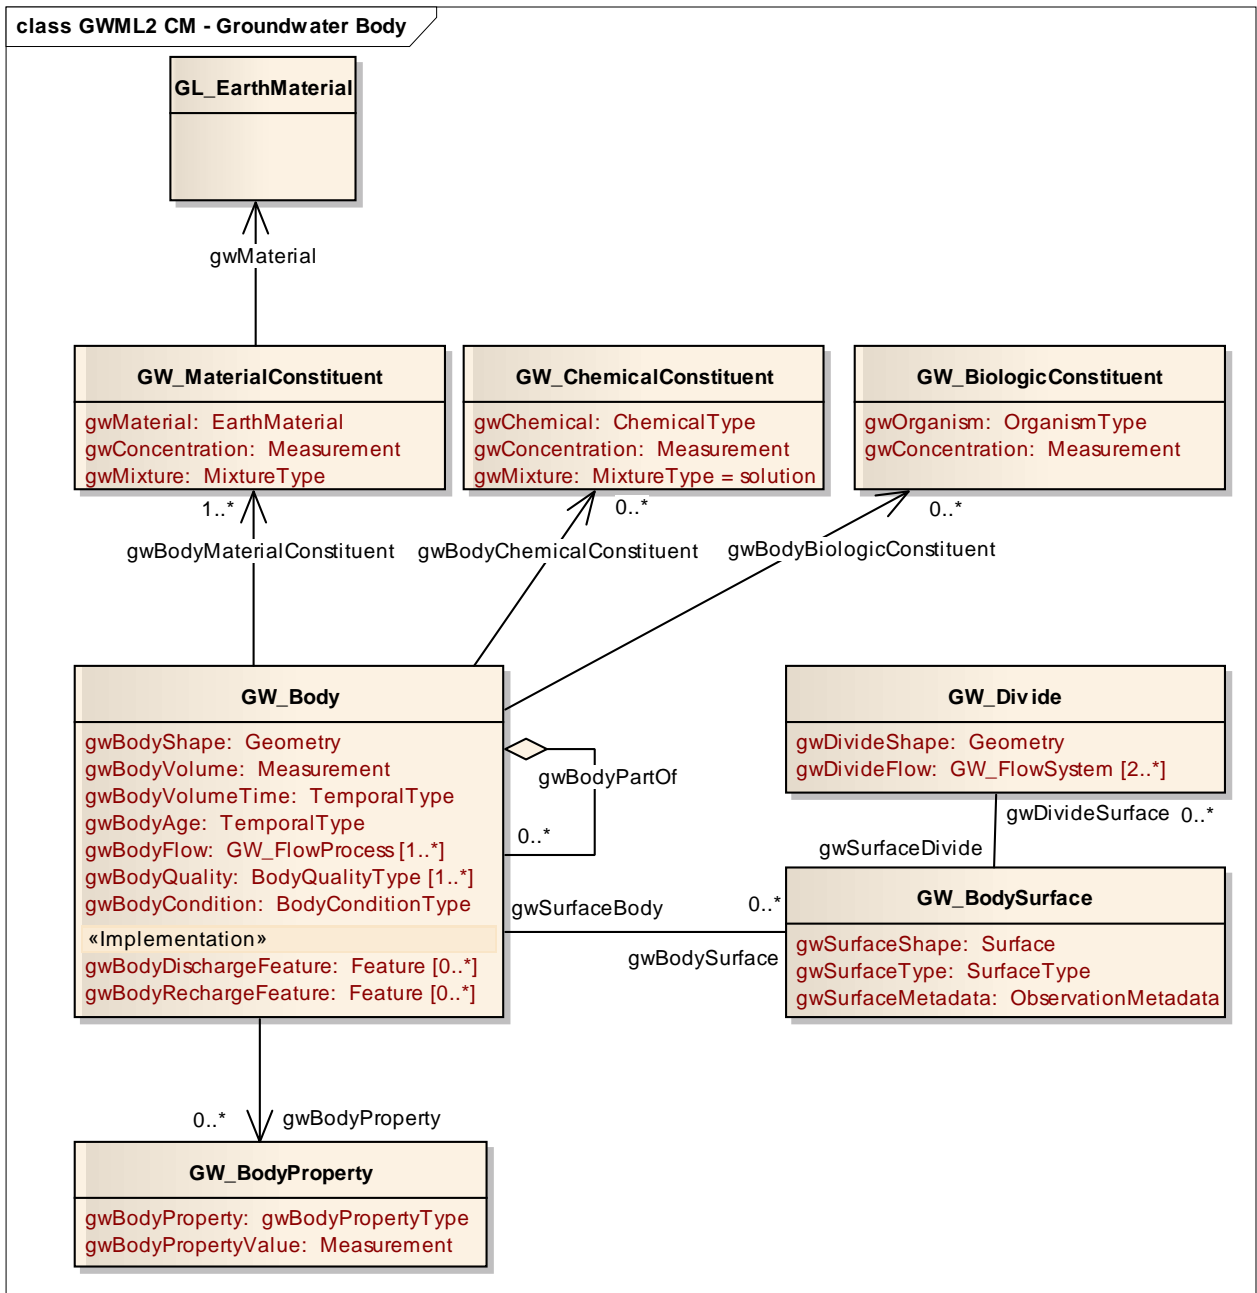 class GWML2 CM - Groundwater Body
GL_EarthMaterial
gwMaterial
GW_MaterialConstituent
gwMaterial: EarthMaterial
gwConcentration: Measurement
gwMixture: MixtureType
GW_ChemicalConstituent
gwChemical: ChemicalType
gwConcentration: Measurement
gwMixture: MixtureType = solution
GW_BiologicConstituent
gwOrganism: OrganismType
gwConcentration: Measurement
1..*
0..*
0..*
gwBodyMaterialConstituent
gwBodyChemicalConstituent
gwBodyBiologicConstituent
GW_Body
gwBodyShape: Geometry
gwBodyVolume: Measurement
gwBodyVolumeTime: TemporalType
gwBodyAge: TemporalType
gwBodyFlow: GW_FlowProcess [1..*]
gwBodyQuality: BodyQualityType [1..*]
gwBodyCondition: BodyConditionType
«Implementation»
gwBodyDischargeFeature: Feature [0..*]
gwBodyRechargeFeature: Feature [0..*]
gwBodyPartOf
0..*
GW_Divide
gwDivideShape: Geometry
gwDivideFlow: GW_FlowSystem [2..*]
gwDivideSurface 0..*
gwSurfaceDivide
gwSurfaceBody
0..*
gwBodySurface
GW_BodySurface
gwSurfaceShape: Surface
gwSurfaceType: SurfaceType
gwSurfaceMetadata: ObservationMetadata
0..*
gwBodyProperty
GW_BodyProperty
gwBodyProperty: gwBodyPropertyType
gwBodyPropertyValue: Measurement